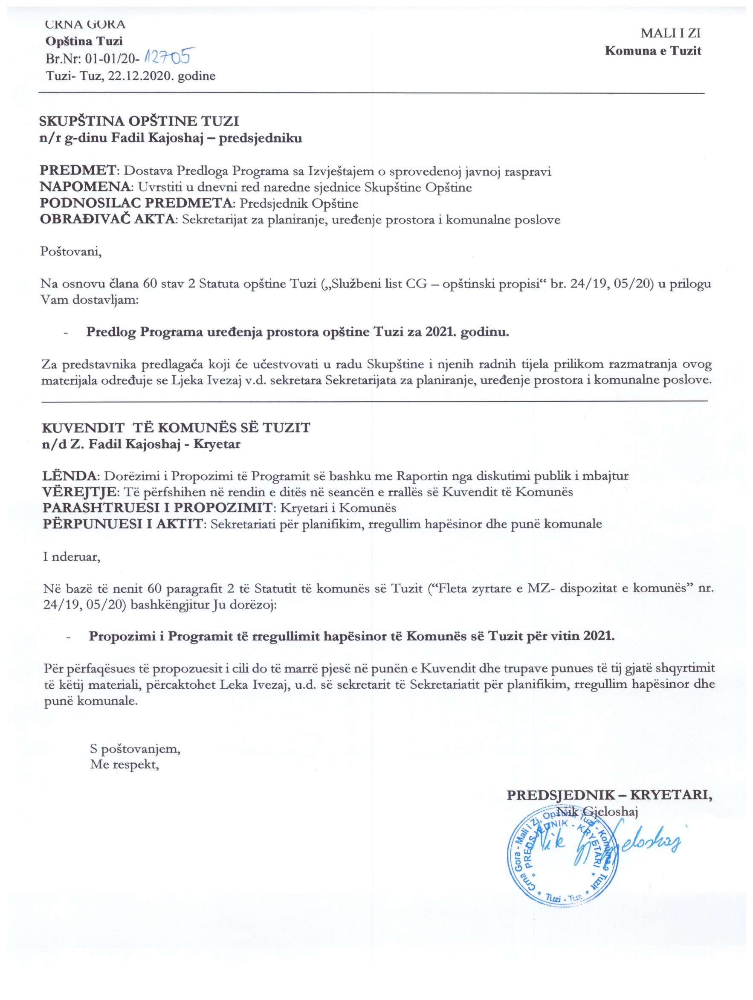 CRNA GORA
Opština Tuzi
Br.Nr: 01-01/20- 12705
Tuzi- Tuz, 22.12.2020. godine
MALI I ZI
Komuna e Tuzit
SKUPŠTINA OPŠTINE TUZI
n/r g-dinu Fadil Kajoshaj – predsjedniku
PREDMET: Dostava Predloga Programa sa Izvještajem o sprovedenoj javnoj raspravi
NAPOMENA: Uvrstiti u dnevni red naredne sjednice Skupštine Opštine
PODNOSILAC PREDMETA: Predsjednik Opštine
OBRAĐIVAČ AKTA: Sekretarijat za planiranje, uređenje prostora i komunalne poslove
Poštovani,
Na osnovu člana 60 stav 2 Statuta opštine Tuzi („Službeni list CG – opštinski propisi“ br. 24/19, 05/20) u prilogu
Vam dostavljam:
- Predlog Programa uređenja prostora opštine Tuzi za 2021. godinu.
Za predstavnika predlagača koji će učestvovati u radu Skupštine i njenih radnih tijela prilikom razmatranja ovog
materijala određuje se Ljeka Ivezaj v.d. sekretara Sekretarijata za planiranje, uređenje prostora i komunalne poslove.
KUVENDIT TË KOMUNËS SË TUZIT
n/d Z. Fadil Kajoshaj - Kryetar
LËNDA: Dorëzimi i Propozimi të Programit së bashku me Raportin nga diskutimi publik i mbajtur
VËREJTJE: Të përfshihen në rendin e ditës në seancën e rrallës së Kuvendit të Komunës
PARASHTRUESI I PROPOZIMIT: Kryetari i Komunës
PËRPUNUESI I AKTIT: Sekretariati për planifikim, rregullim hapësinor dhe punë komunale
I nderuar,
Në bazë të nenit 60 paragrafit 2 të Statutit të komunës së Tuzit (“Fleta zyrtare e MZ- dispozitat e komunës” nr.
24/19, 05/20) bashkëngjitur Ju dorëzoj:
- Propozimi i Programit të rregullimit hapësinor të Komunës së Tuzit për vitin 2021.
Për përfaqësues të propozuesit i cili do të marrë pjesë në punën e Kuvendit dhe trupave punues të tij gjatë shqyrtimit
të këtij materiali, përcaktohet Leka Ivezaj, u.d. së sekretarit të Sekretariatit për planifikim, rregullim hapësinor dhe
punë komunale.
S poštovanjem,
Me respekt,
PREDSJEDNIK – KRYETARI,
Nik Gjeloshaj
Nik Gjeloshaj
Crna Gora - Mali i Zi, Opština Tuzi - Komuna e Tuzit
* PREDSJEDNIK - KRYETARI *
* Tuzi - Tuz *